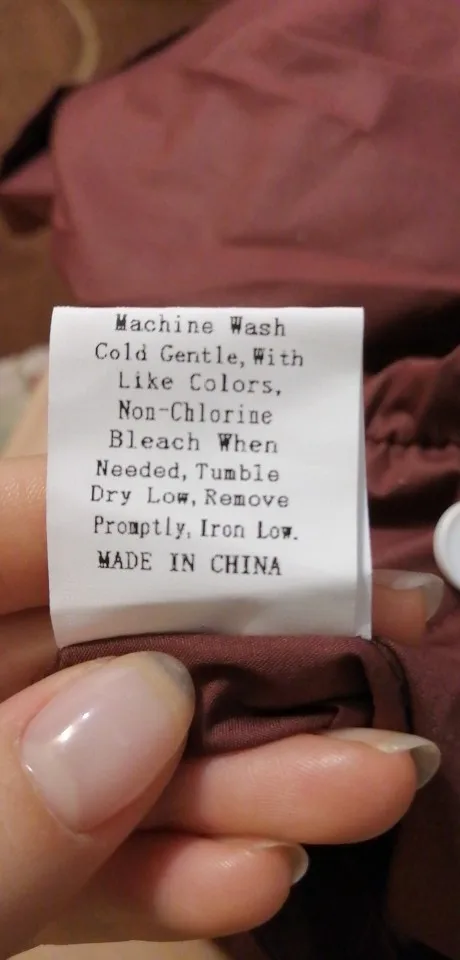 Machine Wash
Cold Gentle, With
Like Colors,
Non-Chlorine
Bleach When
Needed, Tumble
Dry Low, Remove
Promptly, Iron Low.
MADE IN CHINA